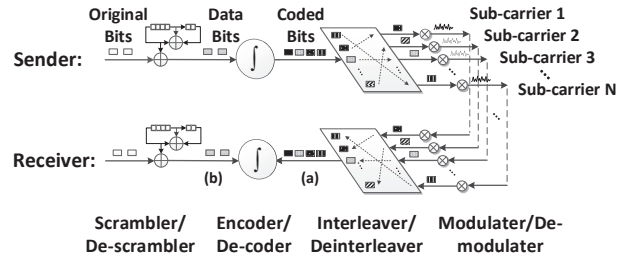 Original Bits
Data Bits
Coded Bits
Sub-carrier 1
Sub-carrier 2
Sub-carrier 3
Sub-carrier N
Sender:
∫
Receiver:
(b)
∫
(a)
Scrambler/
De-scrambler
Encoder/
De-coder
Interleaver/
Deinterleaver
Modulater/De-
modulater